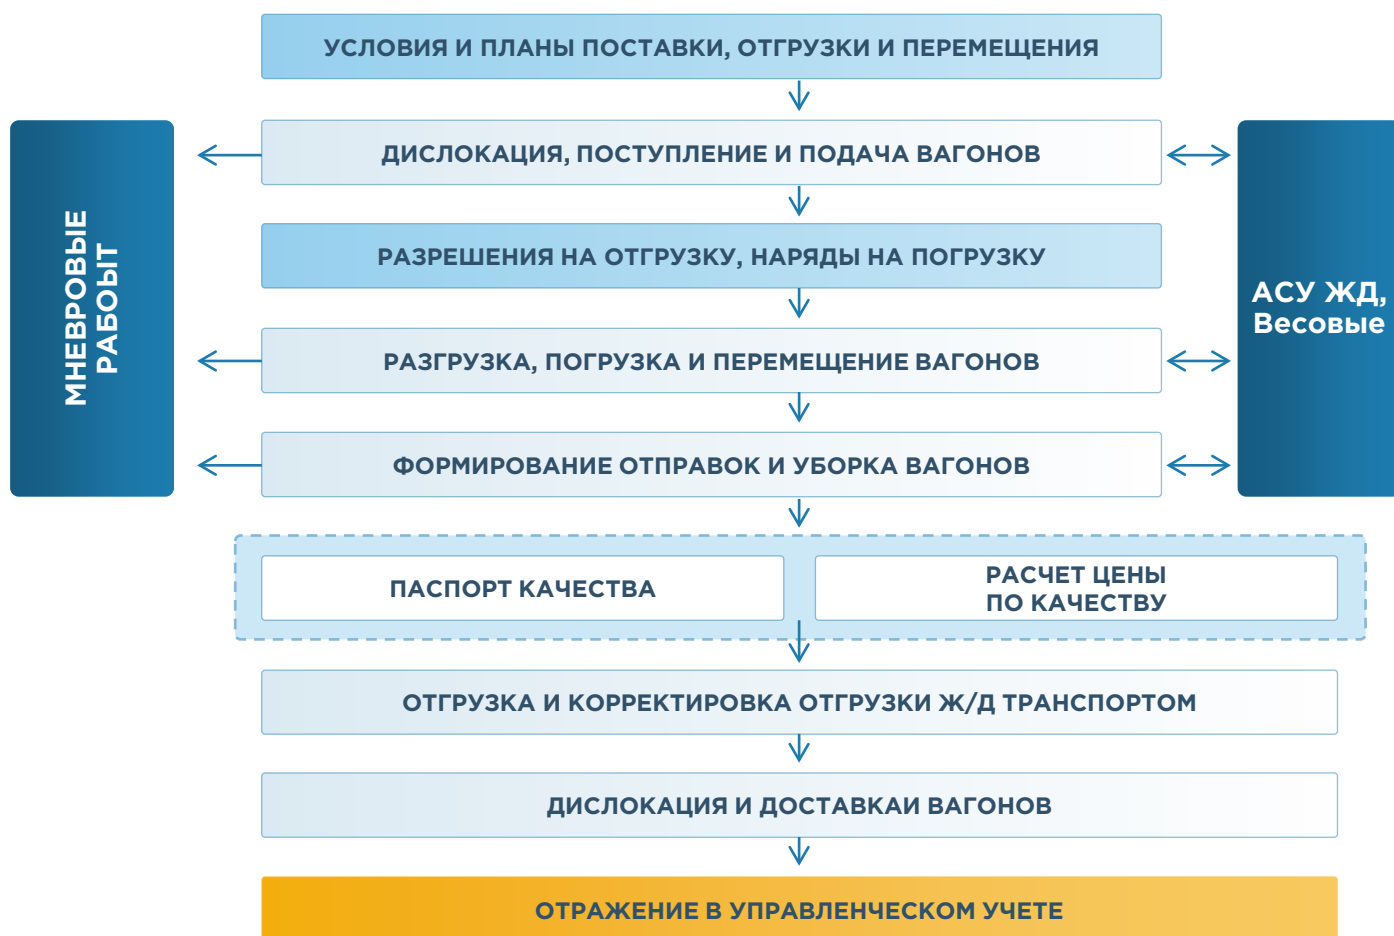 УСЛОВИЯ И ПЛАНЫ ПОСТАВКИ, ОТГРУЗКИ И ПЕРЕМЕЩЕНИЯ
ДИСЛОКАЦИЯ, ПОСТУПЛЕНИЕ И ПОДАЧА ВАГОНОВ
РАЗРЕШЕНИЯ НА ОТГРУЗКУ, НАРЯДЫ НА ПОГРУЗКУ
МНЕВРОВЫЕ
РАБОЫТ
АСУ ЖД,
Весовые
РАЗГРУЗКА, ПОГРУЗКА И ПЕРЕМЕЩЕНИЕ ВАГОНОВ
ФОРМИРОВАНИЕ ОТПРАВОК И УБОРКА ВАГОНОВ
ПАСПОРТ КАЧЕСТВА
РАСЧЕТ ЦЕНЫ
ПО КАЧЕСТВУ
ОТГРУЗКА И КОРРЕКТИРОВКА ОТГРУЗКИ Ж/Д ТРАНСПОРТОМ
ДИСЛОКАЦИЯ И ДОСТАВКАИ ВАГОНОВ
ОТРАЖЕНИЕ В УПРАВЛЕНЧЕСКОМ УЧЕТЕ